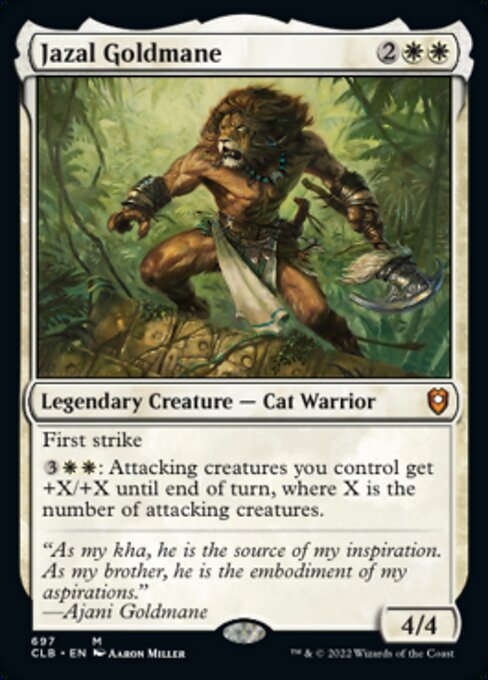 Jazal Goldmane 2
Legendary Creature — Cat Warrior
First strike
3: Attacking creatures you control get
+X/+X until end of turn, where X is the
number of attacking creatures.
“As my kha, he is the source of my inspiration.
As my brother, he is the embodiment of my
aspirations.”
—Ajani Goldmane
4/4
697 M
CLB • EN Aaron Miller
™ & © 2022 Wizards of the Coast